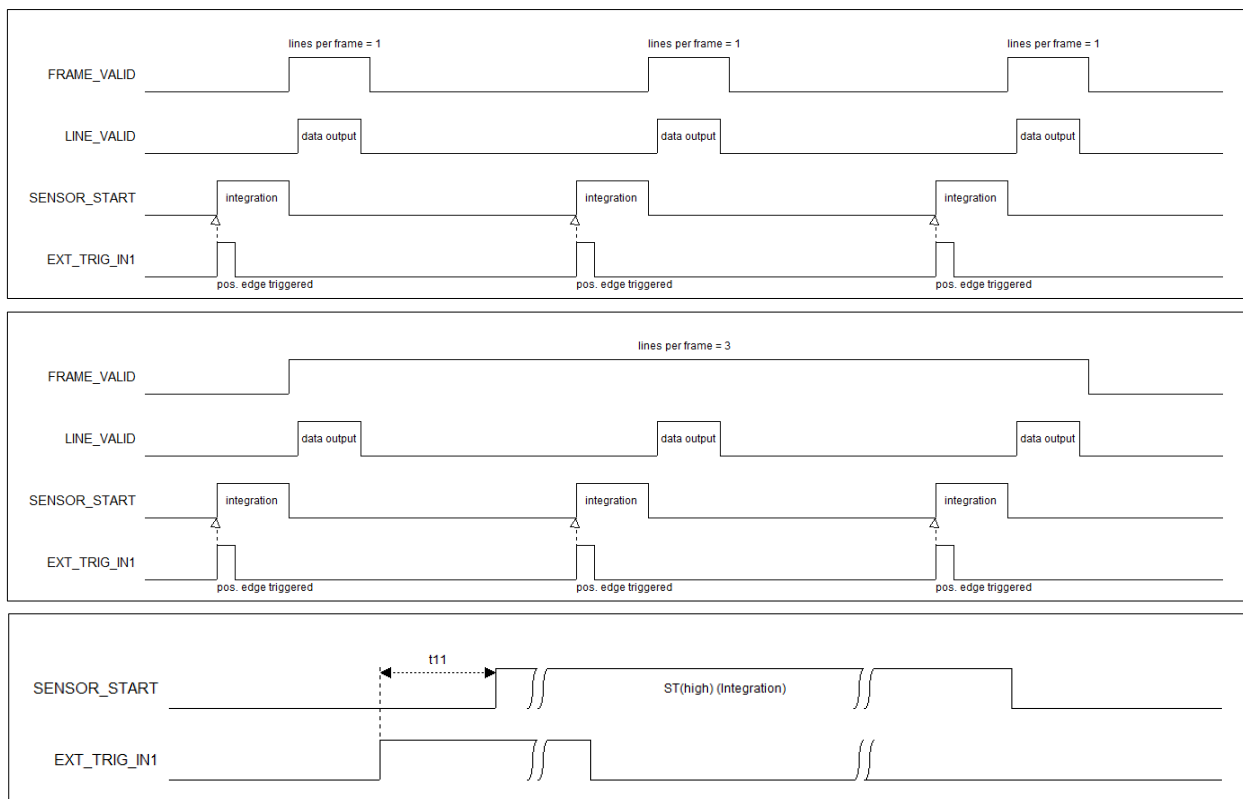 lines per frame = 1 lines per frame = 1 lines per frame = 1
FRAME_VALID
LINE_VALID data output data output data output
SENSOR_START integration integration integration
EXT_TRIG_IN1
pos. edge triggered pos. edge triggered pos. edge triggered
lines per frame = 3
FRAME_VALID
LINE_VALID data output data output data output
SENSOR_START integration integration integration
EXT_TRIG_IN1
pos. edge triggered pos. edge triggered pos. edge triggered
t11
SENSOR_START ST(high) (Integration)
EXT_TRIG_IN1